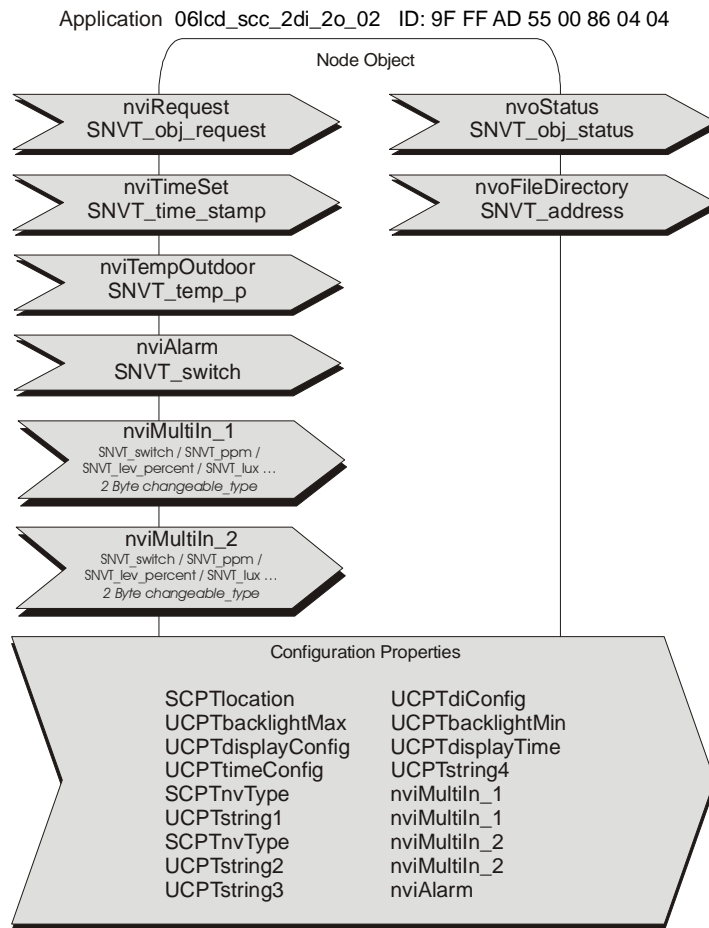 Application 06lcd_scc_2di_2o_02 ID: 9F FF AD 55 00 86 04 04
Node Object
nviRequest
SNVT_obj_request
nvoStatus
SNVT_obj_status
nviTimeSet
SNVT_time_stamp
nvoFileDirectory
SNVT_address
nviTempOutdoor
SNVT_temp_p
nviAlarm
SNVT_switch
nviMultiIn_1
SNVT_switch / SNVT_ppm /
SNVT_lev_percent / SNVT_lux ...
2 Byte changeable_type
nviMultiIn_2
SNVT_switch / SNVT_ppm /
SNVT_lev_percent / SNVT_lux ...
2 Byte changeable_type
Configuration Properties
SCPTlocation UCPTdiConfig
UCPTbacklightMax UCPTbacklightMin
UCPTdisplayConfig UCPTdisplayTime
UCPTtimeConfig UCPTstring4
SCPTnvType nviMultiIn_1
UCPTstring1 nviMultiIn_1
SCPTnvType nviMultiIn_2
UCPTstring2 nviMultiIn_2
UCPTstring3 nviAlarm